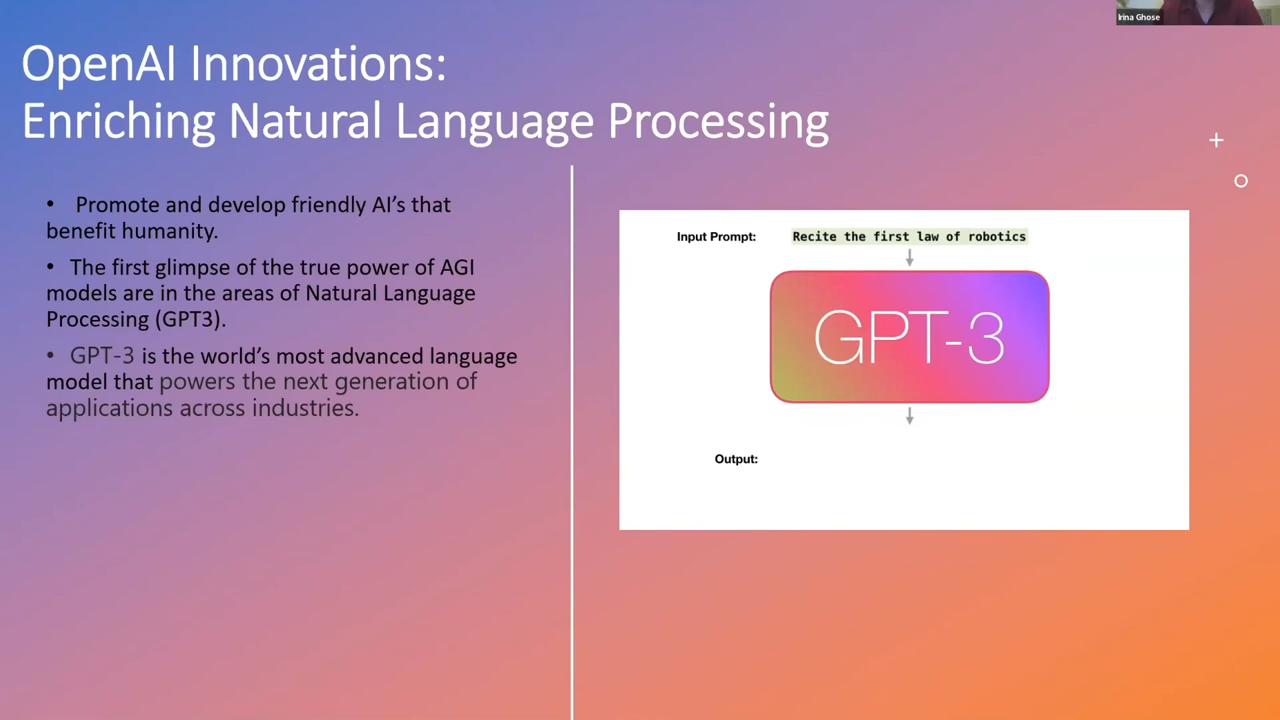 Irina Ghose
OpenAI Innovations:
Enriching Natural Language Processing
• Promote and develop friendly AI’s that
benefit humanity.
• The first glimpse of the true power of AGI
models are in the areas of Natural Language
Processing (GPT3).
• GPT-3 is the world’s most advanced language
model that powers the next generation of
applications across industries.
Input Prompt: Recite the first law of robotics
GPT-3
Output: